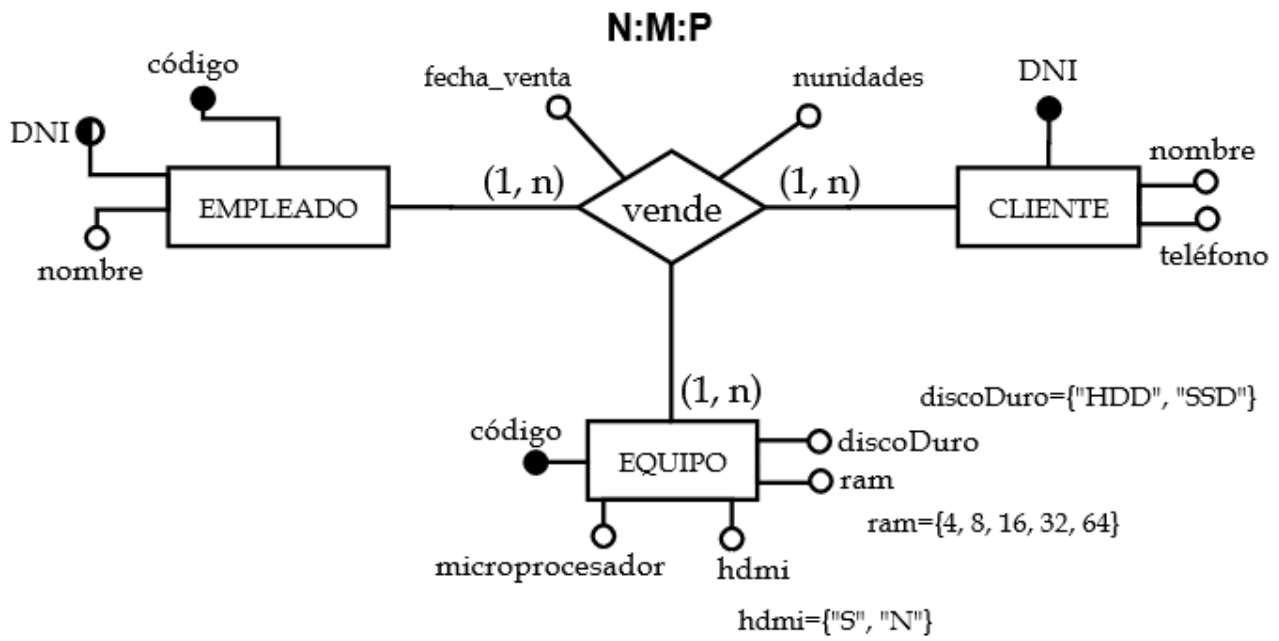 N:M:P
código
fecha_venta
nunidades
DNI
DNI
nombre
(1, n)
(1, n)
EMPLEADO
vende
CLIENTE
nombre
teléfono
(1, n)
discoDuro={"HDD", "SSD"}
código
discoDuro
EQUIPO
ram
ram={4, 8, 16, 32, 64}
microprocesador
hdmi
hdmi={"S", "N"}